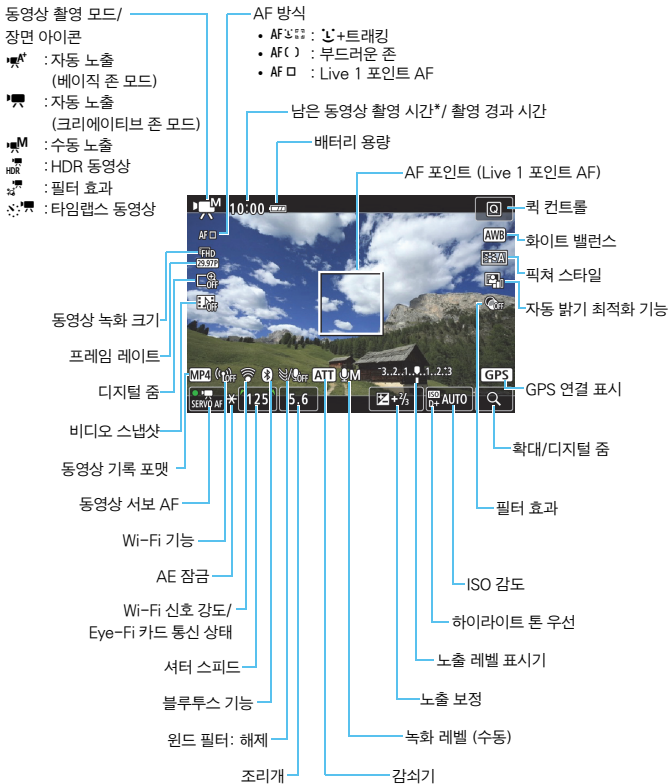 동영상 촬영 모드/
장면 아이콘
A+ : 자동 노출
(베이직 존 모드)
: 자동 노출
(크리에이티브 존 모드)
M : 수동 노출
HDR : HDR 동영상
: 필터 효과
: 타임랩스 동영상
AF 방식
• AF : +트래킹
• AF( ) : 부드러운 존
• AF□ : Live 1 포인트 AF
남은 동영상 촬영 시간*/ 촬영 경과 시간
배터리 용량
AF 포인트 (Live 1 포인트 AF)
퀵 컨트롤
화이트 밸런스
픽쳐 스타일
자동 밝기 최적화 기능
M 10:00 Q
AF□ AWB
FHD
29.97P A
OFF
OFF OFF
MP4 OFF OFF ATT M -3..2..1..0..1..2.:3 GPS
SERVO AF * 125 5.6 +2/3 ISO D+ AUTO
동영상 녹화 크기
프레임 레이트
디지털 줌
비디오 스냅샷
동영상 기록 포맷
동영상 서보 AF
Wi-Fi 기능
AE 잠금
Wi-Fi 신호 강도/
Eye-Fi 카드 통신 상태
셔터 스피드
블루투스 기능
윈드 필터: 해제
조리개
GPS 연결 표시
확대/디지털 줌
필터 효과
ISO 감도
하이라이트 톤 우선
노출 레벨 표시기
노출 보정
녹화 레벨 (수동)
감쇠기